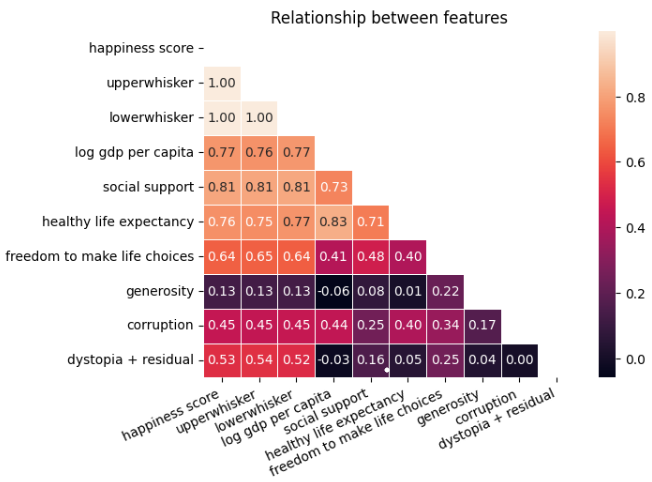 Relationship between features
happiness score
upperwhisker 1.00
lowerwhisker 1.00 1.00
log gdp per capita 0.77 0.76 0.77
social support 0.81 0.81 0.81 0.73
healthy life expectancy 0.76 0.75 0.77 0.83 0.71
freedom to make life choices 0.64 0.65 0.64 0.41 0.48 0.40
generosity 0.13 0.13 0.13 -0.06 0.08 0.01 0.22
corruption 0.45 0.45 0.45 0.44 0.25 0.40 0.34 0.17
dystopia + residual 0.53 0.54 0.52 -0.03 0.16 0.05 0.25 0.04 0.00
happiness score
upperwhisker
lowerwhisker
log gdp per capita
social support
healthy life expectancy
freedom to make life choices
generosity
corruption
dystopia + residual
0.8
0.6
0.4
0.2
0.0